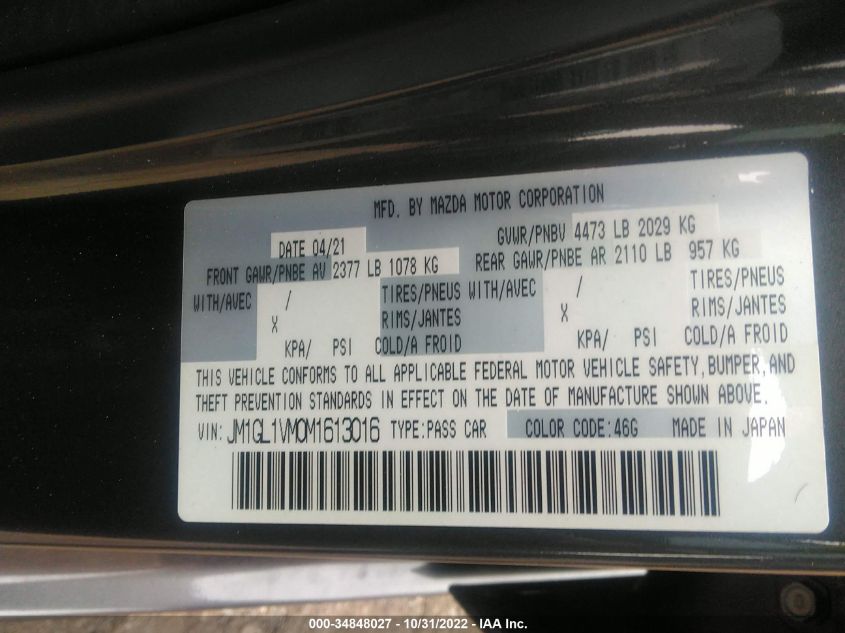 MFD. BY MAZDA MOTOR CORPORATION
DATE 04/21 GVWR/PNBV 4473 LB 2029 KG
FRONT GAWR/PNBE AV 2377 LB 1078 KG REAR GAWR/PNBE AR 2110 LB 957 KG
WITH/AVEC / TIRES/PNEUS WITH/AVEC / TIRES/PNEUS
X RIMS/JANTES X RIMS/JANTES
KPA/ PSI COLD/A FROID KPA/ PSI COLD/A FROID
THIS VEHICLE CONFORMS TO ALL APPLICABLE FEDERAL MOTOR VEHICLE SAFETY, BUMPER, AND
THEFT PREVENTION STANDARDS IN EFFECT ON THE DATE OF MANUFACTURE SHOWN ABOVE.
VIN: JM1GL1VM0M1613016 TYPE:PASS CAR COLOR CODE:46G MADE IN JAPAN
000-34848027 - 10/31/2022 - IAA Inc.